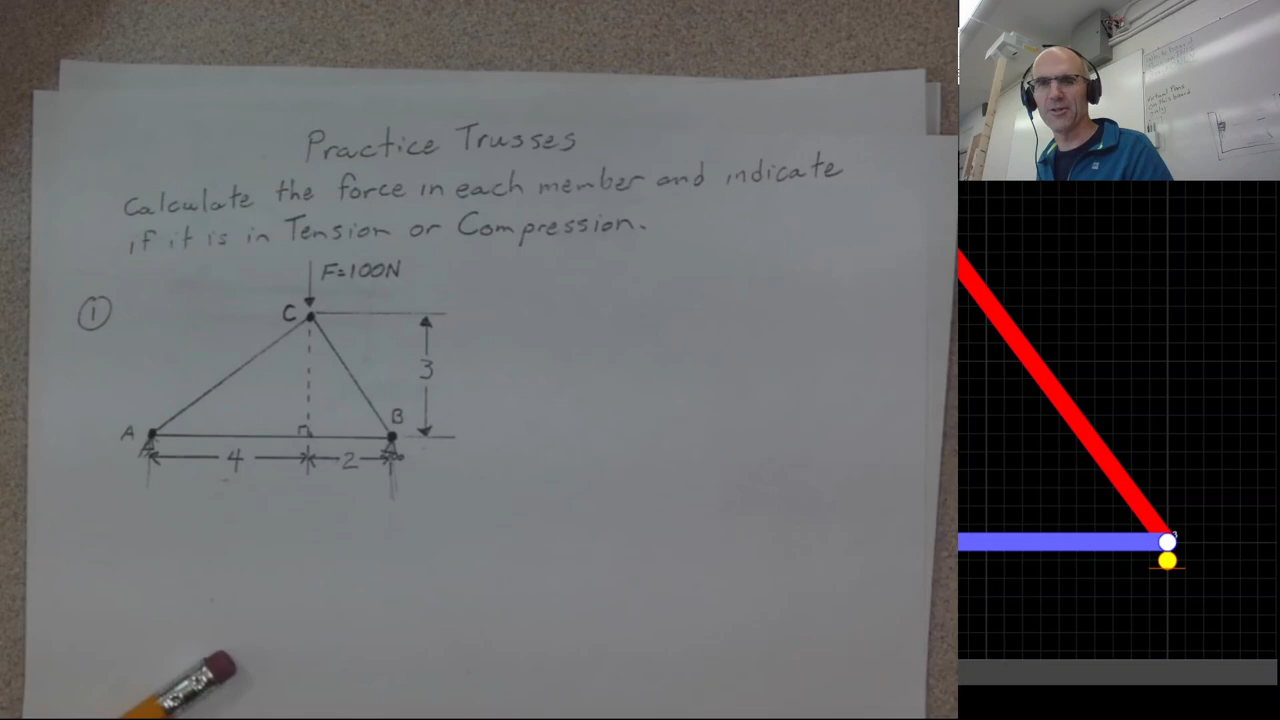 Practice Trusses
Calculate the force in each member and indicate
if it is in Tension or Compression.
F=100N
①
C
3
B
A
4
2